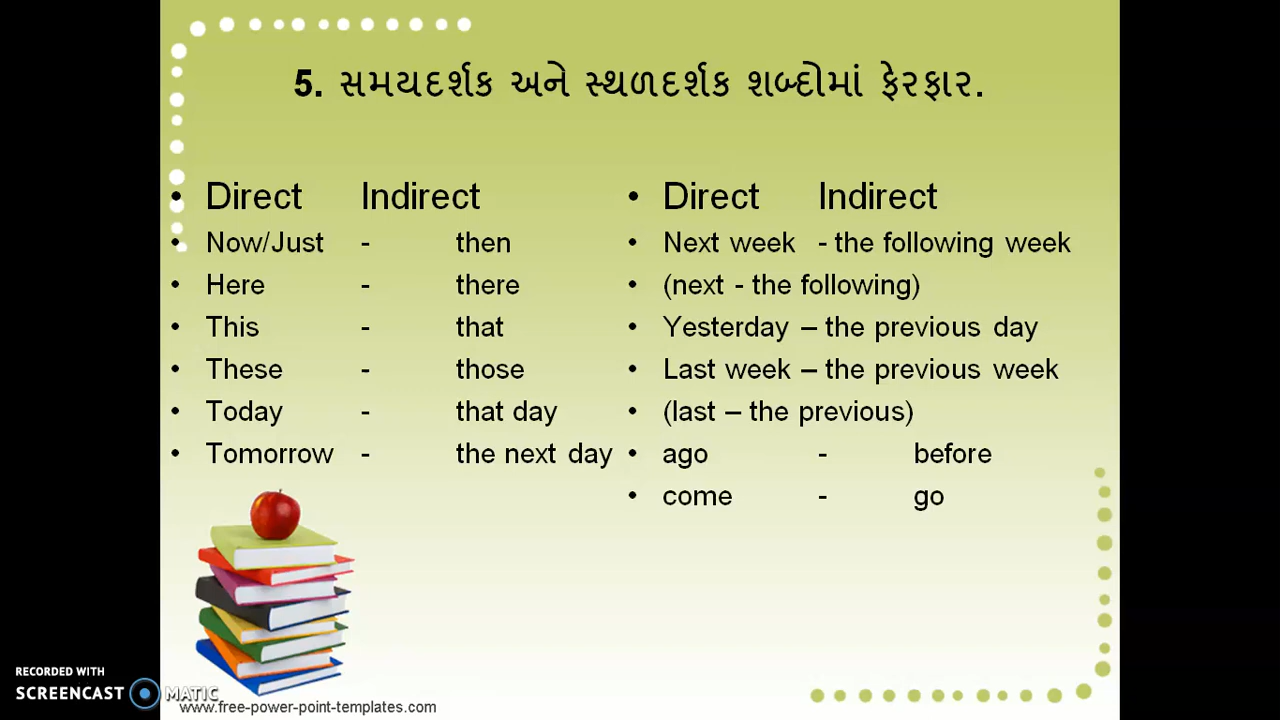 5. સમયદર્શક અને સ્થળદર્શક શબ્દોમાં ફેરફાર.
• Direct Indirect
• Now/Just - then
• Here - there
• This - that
• These - those
• Today - that day
• Tomorrow - the next day
• Direct Indirect
• Next week - the following week
• (next - the following)
• Yesterday – the previous day
• Last week – the previous week
• (last – the previous)
• ago - before
• come - go
RECORDED WITH
SCREENCAST MATIC
www.free-power-point-templates.com